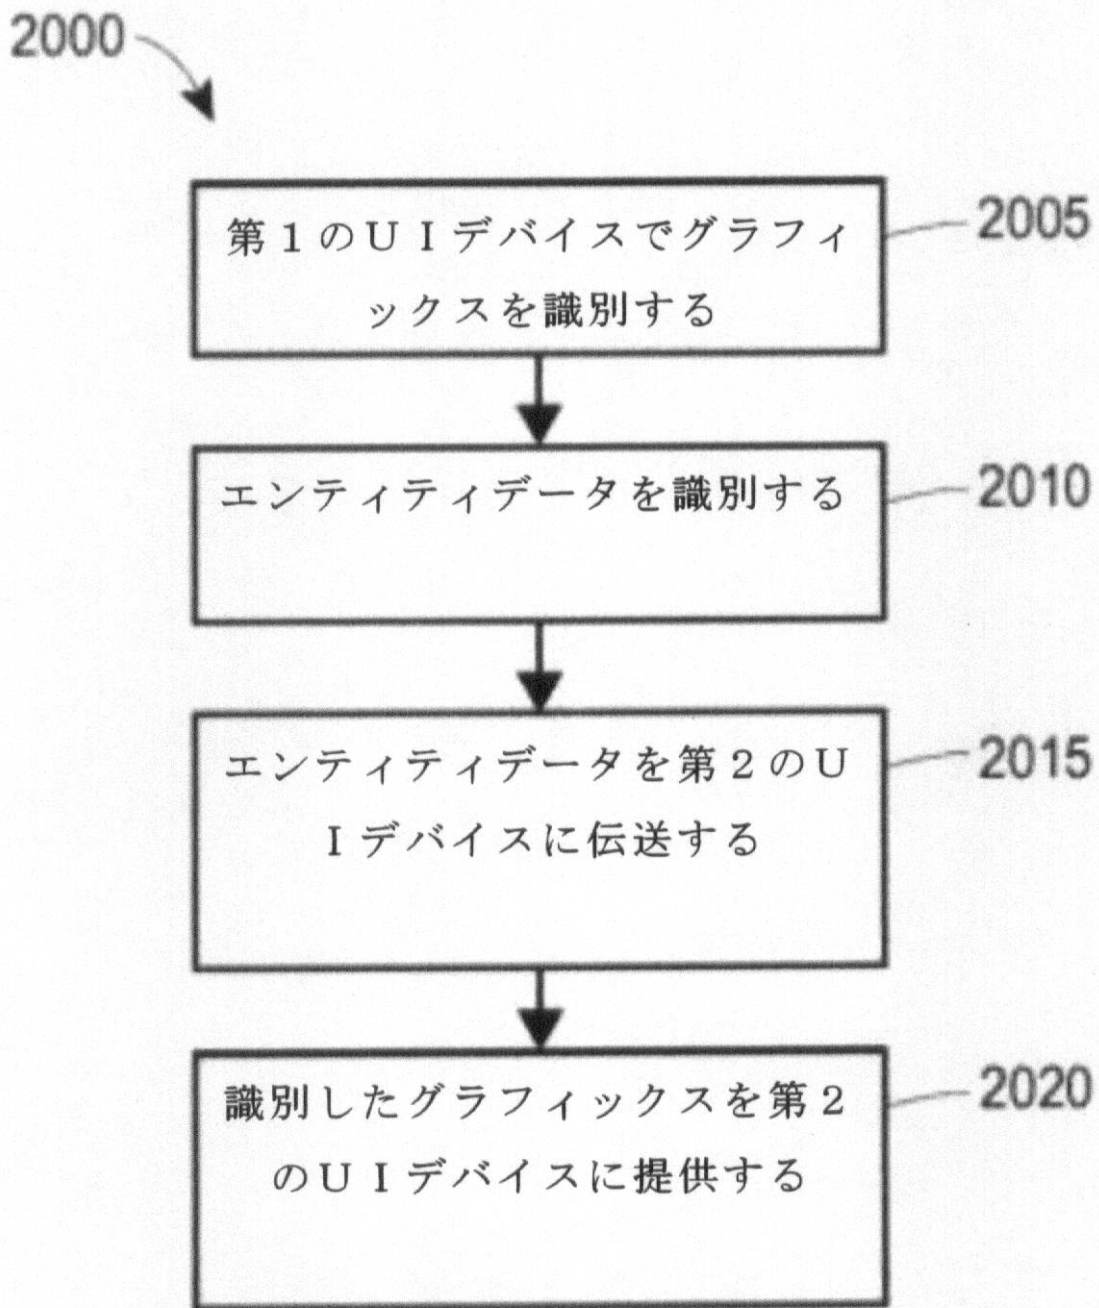 2000
第1のUIデバイスでグラフィ
ックスを識別する
2005
エンティティデータを識別する
2010
エンティティデータを第2のU
Iデバイスに伝送する
2015
識別したグラフィックスを第2
のUIデバイスに提供する
2020